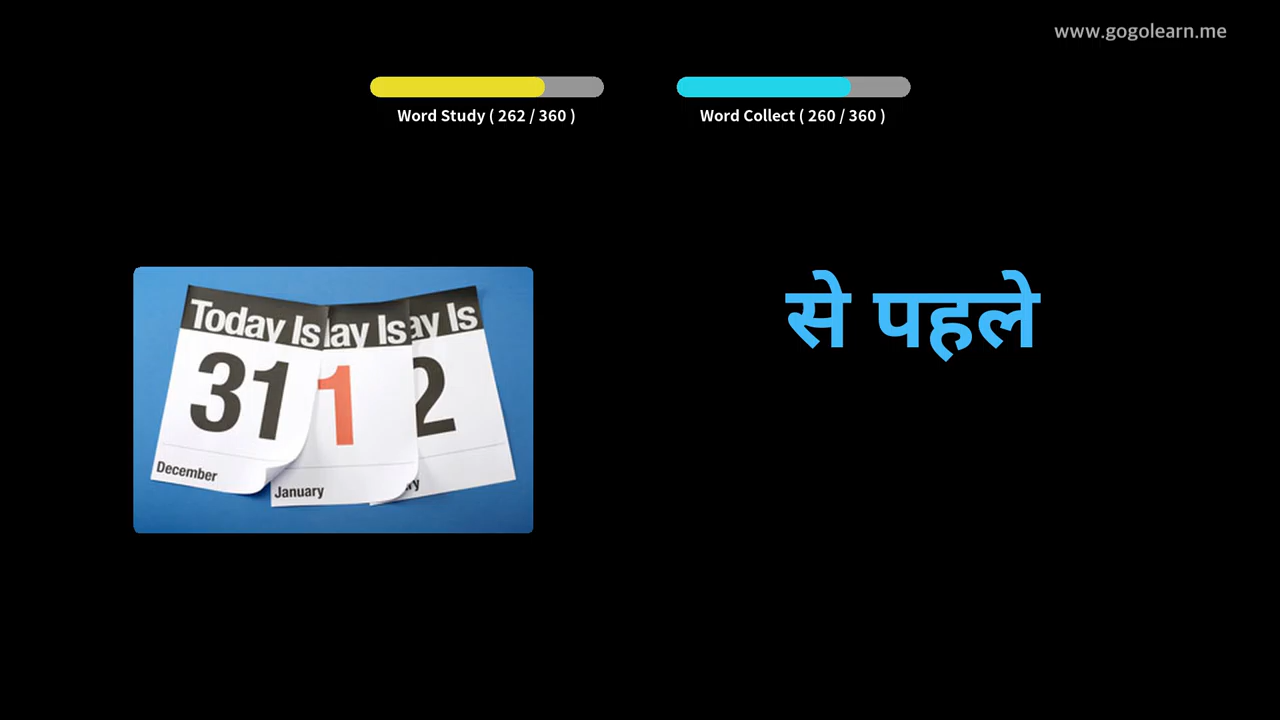 www.gogolearn.me
Word Study ( 262 / 360 )
Word Collect ( 260 / 360 )
से पहले
Today Is
31
December
ay Is
1
January
ay Is
2
ry